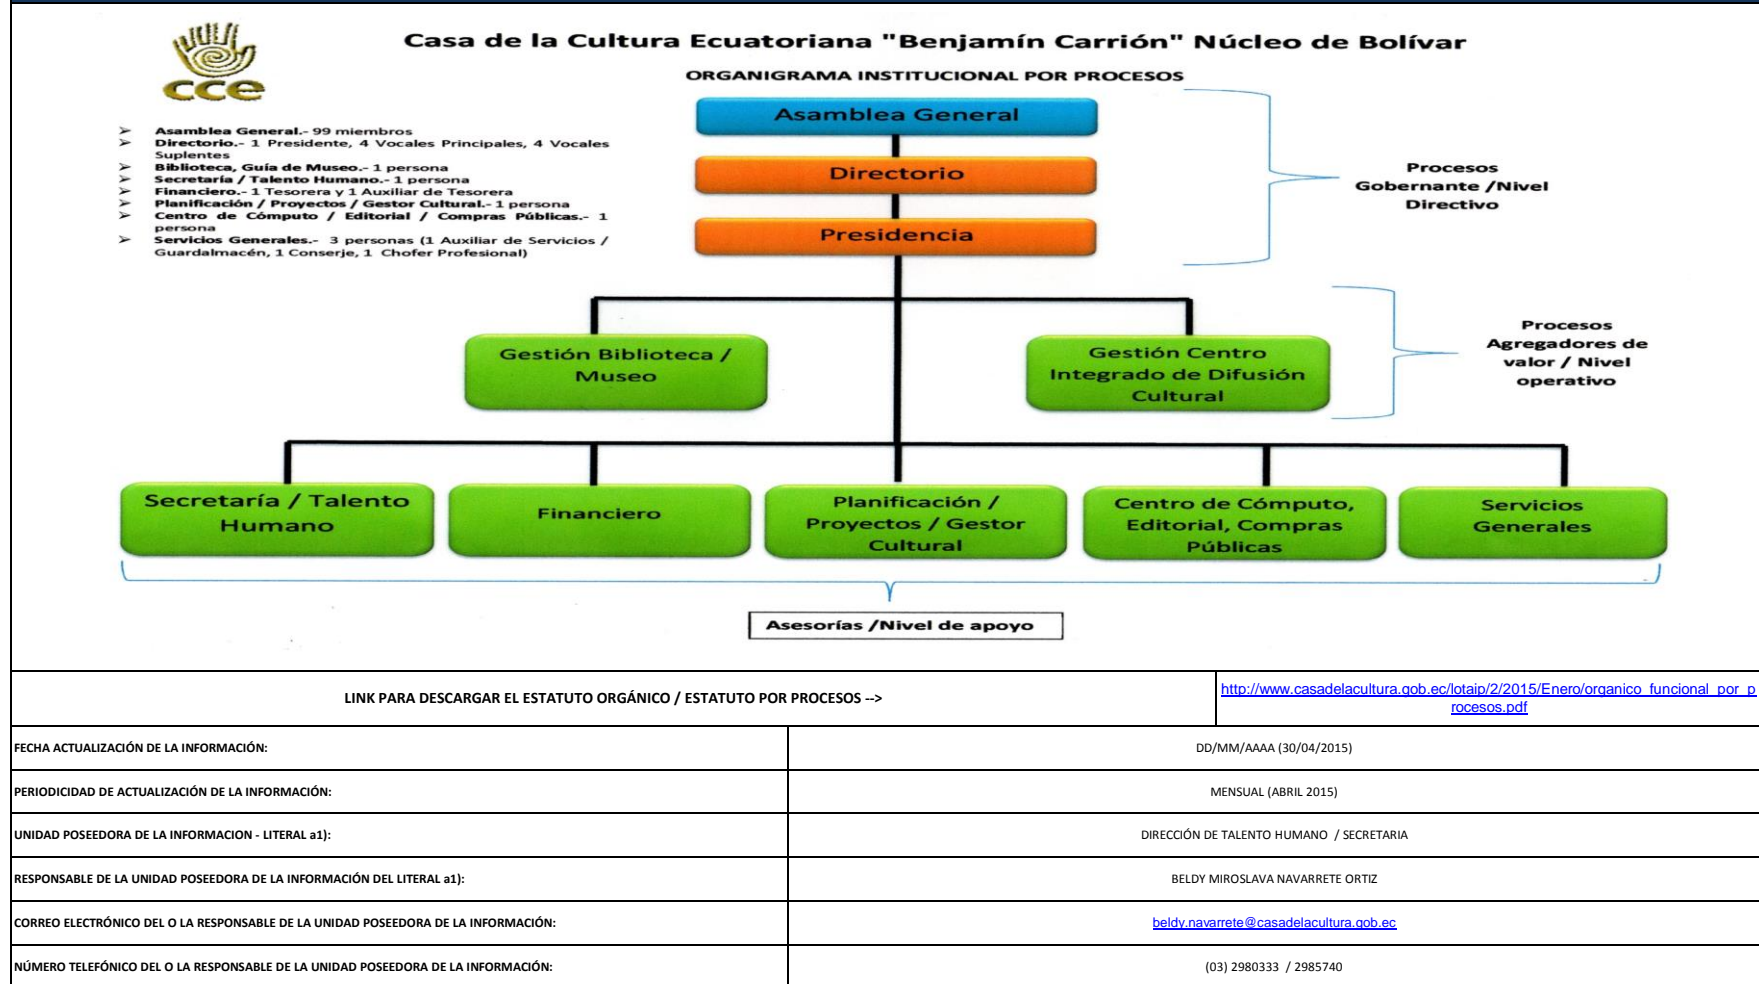 cce
Casa de la Cultura Ecuatoriana "Benjamín Carrión" Núcleo de Bolívar
ORGANIGRAMA INSTITUCIONAL POR PROCESOS
➢ Asamblea General.- 99 miembros
➢ Directorio.- 1 Presidente, 4 Vocales Principales, 4 Vocales
Suplentes
➢ Biblioteca, Guía de Museo.- 1 persona
➢ Secretaría / Talento Humano.- 1 persona
➢ Financiero.- 1 Tesorera y 1 Auxiliar de Tesorera
➢ Planificación / Proyectos / Gestor Cultural.- 1 persona
➢ Centro de Cómputo / Editorial / Compras Públicas.- 1
persona
➢ Servicios Generales.- 3 personas (1 Auxiliar de Servicios /
Guardalmacén, 1 Conserje, 1 Chofer Profesional)
Asamblea General
Directorio
Presidencia
Procesos
Gobernante /Nivel
Directivo
Gestión Biblioteca /
Museo
Gestión Centro
Integrado de Difusión
Cultural
Procesos
Agregadores de
valor / Nivel
operativo
Secretaría / Talento
Humano
Financiero
Planificación /
Proyectos / Gestor
Cultural
Centro de Cómputo,
Editorial, Compras
Públicas
Servicios
Generales
Asesorías /Nivel de apoyo
LINK PARA DESCARGAR EL ESTATUTO ORGÁNICO / ESTATUTO POR PROCESOS -->
http://www.casadelacultura.gob.ec/lotaip/2/2015/Enero/organico_funcional_por_p
rocesos.pdf
FECHA ACTUALIZACIÓN DE LA INFORMACIÓN:
DD/MM/AAAA (30/04/2015)
PERIODICIDAD DE ACTUALIZACIÓN DE LA INFORMACIÓN:
MENSUAL (ABRIL 2015)
UNIDAD POSEEDORA DE LA INFORMACION - LITERAL a1):
DIRECCIÓN DE TALENTO HUMANO / SECRETARIA
RESPONSABLE DE LA UNIDAD POSEEDORA DE LA INFORMACIÓN DEL LITERAL a1):
BELDY MIROSLAVA NAVARRETE ORTIZ
CORREO ELECTRÓNICO DEL O LA RESPONSABLE DE LA UNIDAD POSEEDORA DE LA INFORMACIÓN:
beldy.navarrete@casadelacultura.gob.ec
NÚMERO TELEFÓNICO DEL O LA RESPONSABLE DE LA UNIDAD POSEEDORA DE LA INFORMACIÓN:
(03) 2980333 / 2985740